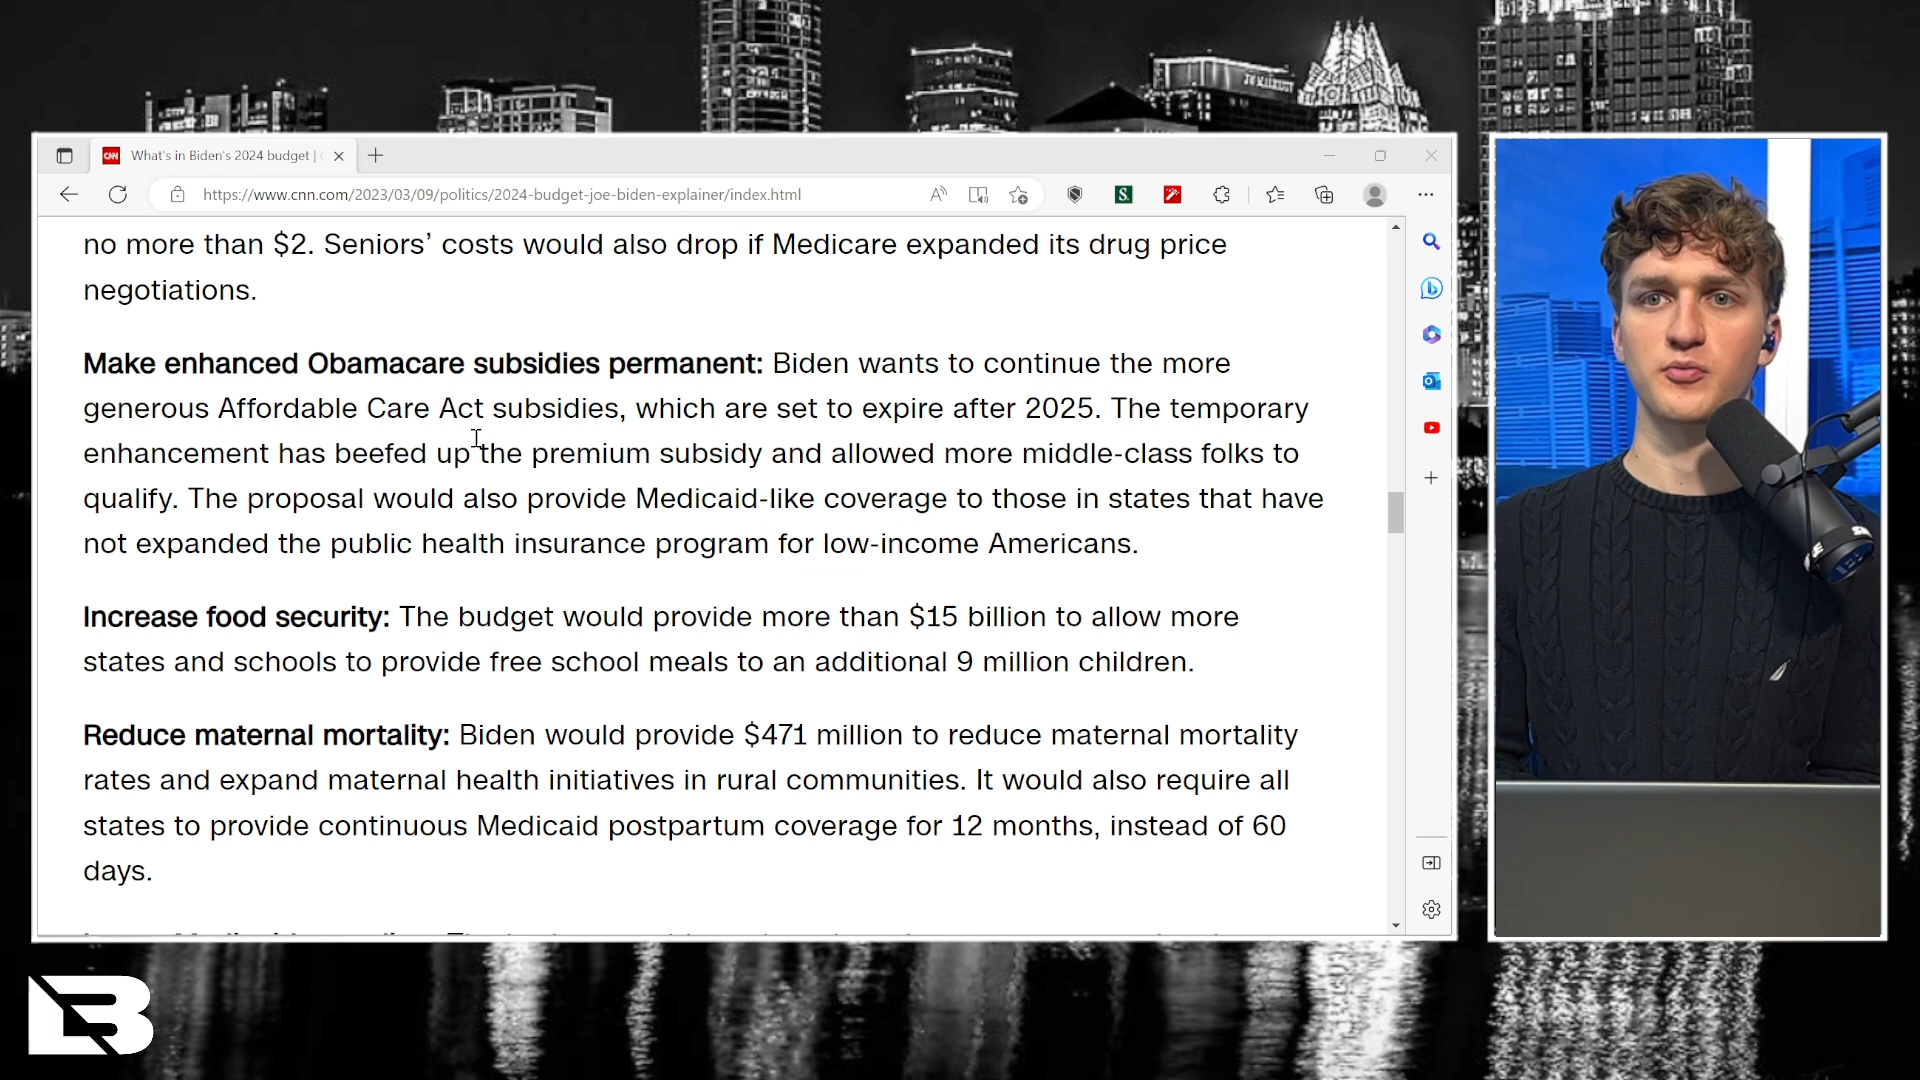 What's in Biden's 2024 budget |
https://www.cnn.com/2023/03/09/politics/2024-budget-joe-biden-explainer/index.html
no more than $2. Seniors’ costs would also drop if Medicare expanded its drug price
negotiations.
Make enhanced Obamacare subsidies permanent: Biden wants to continue the more
generous Affordable Care Act subsidies, which are set to expire after 2025. The temporary
enhancement has beefed up the premium subsidy and allowed more middle-class folks to
qualify. The proposal would also provide Medicaid-like coverage to those in states that have
not expanded the public health insurance program for low-income Americans.
Increase food security: The budget would provide more than $15 billion to allow more
states and schools to provide free school meals to an additional 9 million children.
Reduce maternal mortality: Biden would provide $471 million to reduce maternal mortality
rates and expand maternal health initiatives in rural communities. It would also require all
states to provide continuous Medicaid postpartum coverage for 12 months, instead of 60
days.